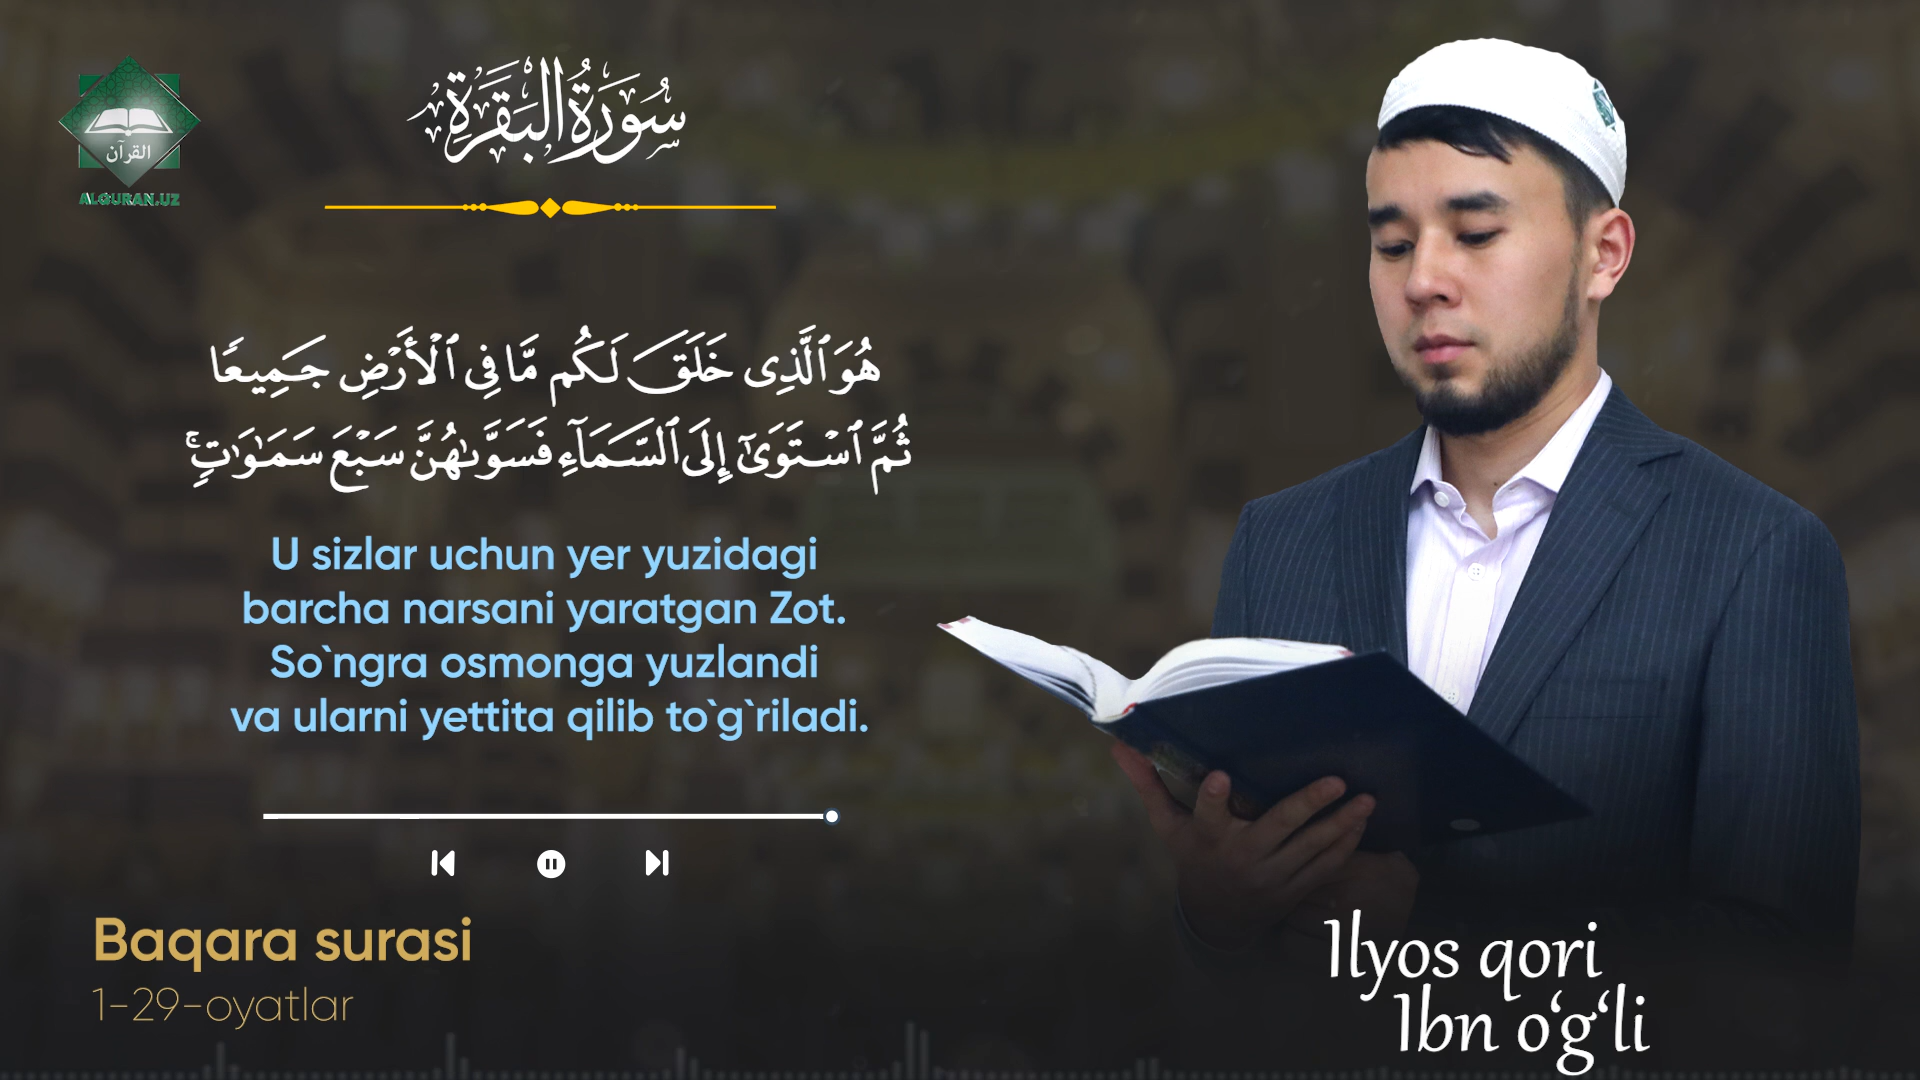 القرآن
ALQURAN.UZ
سُورَةُ الْبَقَرَةِ
هُوَ ٱلَّذِى خَلَقَ لَكُم مَّا فِى ٱلْأَرْضِ جَمِيعًا
ثُمَّ ٱسْتَوَىٰٓ إِلَى ٱلسَّمَآءِ فَسَوَّىٰهُنَّ سَبْعَ سَمَـٰوَٰتٍۢ ۚ
U sizlar uchun yer yuzidagi
barcha narsani yaratgan Zot.
So`ngra osmonga yuzlandi
va ularni yettita qilib to`g`riladi.
Baqara surasi
1-29-oyatlar
Ilyos qori
Ibn o‘g‘li